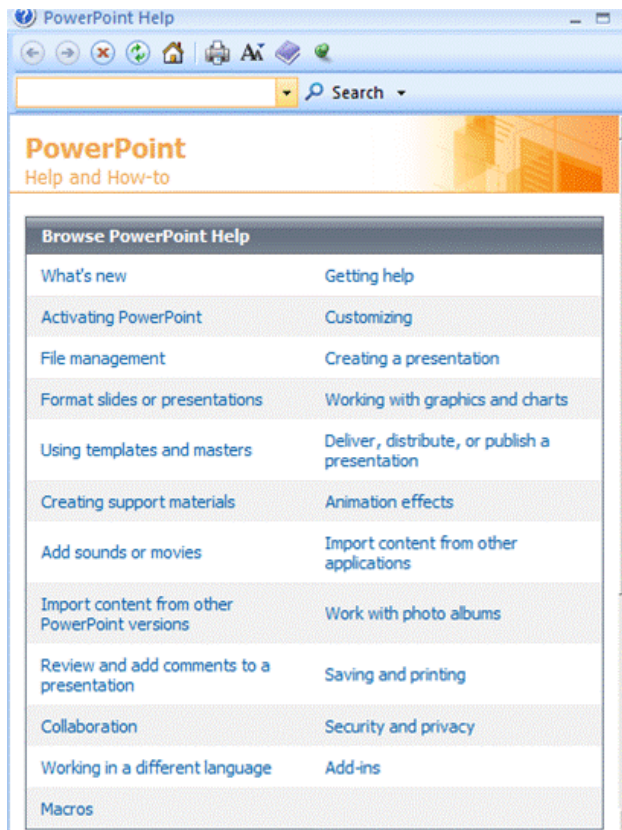 PowerPoint Help
Search
PowerPoint
Help and How-to
Browse PowerPoint Help
What's new
Getting help
Activating PowerPoint
Customizing
File management
Creating a presentation
Format slides or presentations
Working with graphics and charts
Using templates and masters
Deliver, distribute, or publish a
presentation
Creating support materials
Animation effects
Add sounds or movies
Import content from other
applications
Import content from other
PowerPoint versions
Work with photo albums
Review and add comments to a
presentation
Saving and printing
Collaboration
Security and privacy
Working in a different language
Add-ins
Macros